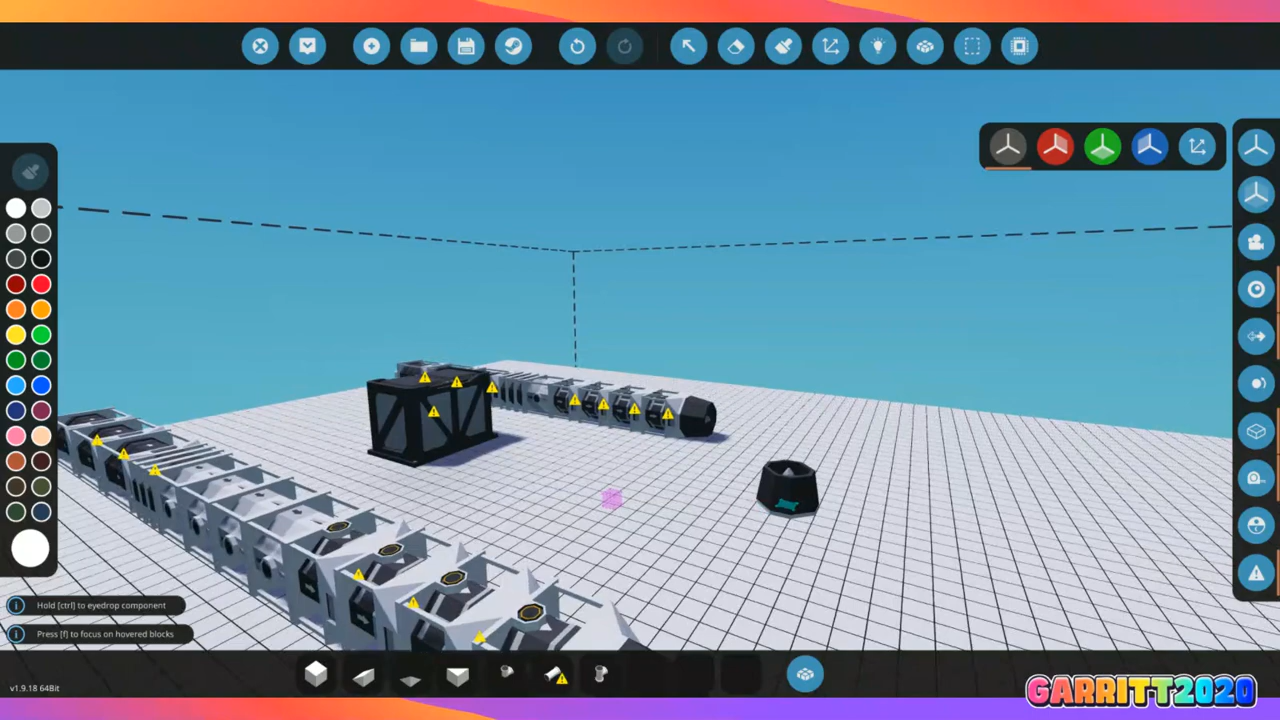 Hold [ctrl] to eyedrop component
Press [f] to focus on hovered blocks
v1.9.18 64Bit
GARRITT2020